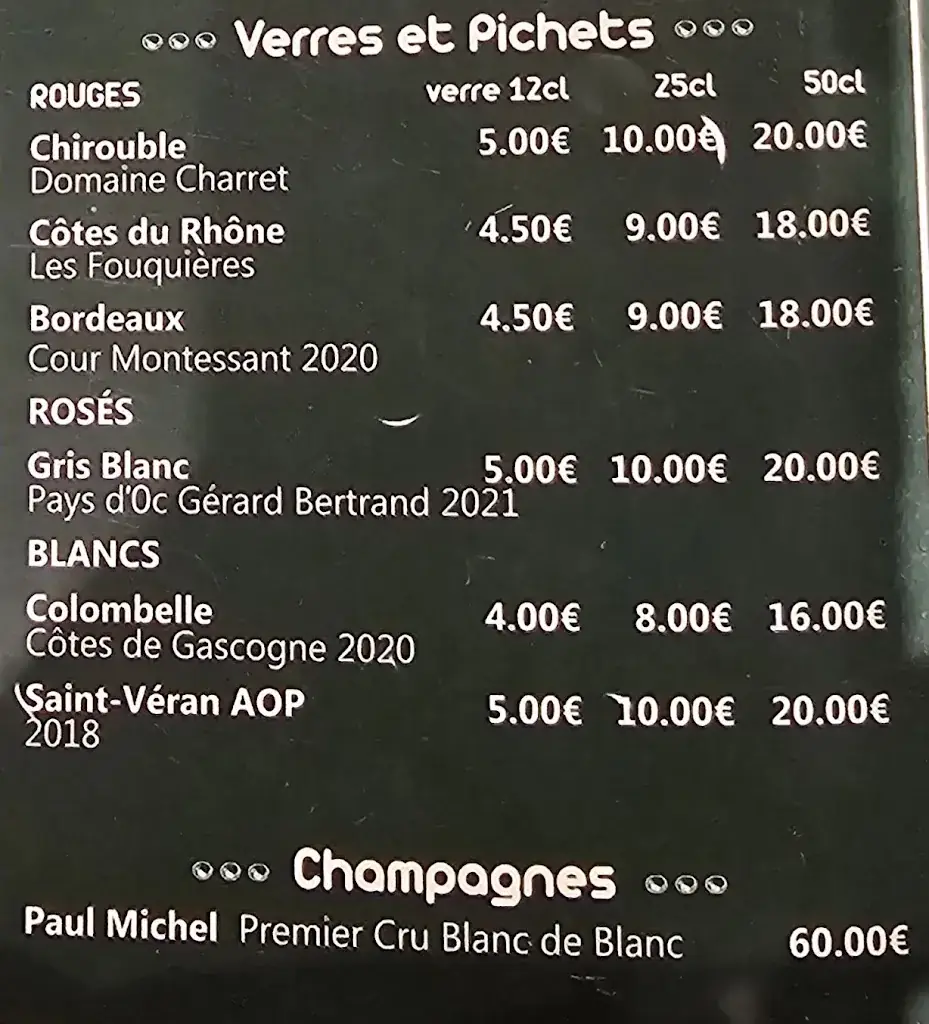 Verres et Pichets
ROUGES verre 12cl 25cl 50cl
Chirouble 5.00€ 10.00€ 20.00€
Domaine Charret
Côtes du Rhône 4.50€ 9.00€ 18.00€
Les Fouquières
Bordeaux 4.50€ 9.00€ 18.00€
Cour Montessant 2020
ROSÉS
Gris Blanc 5.00€ 10.00€ 20.00€
Pays d'Oc Gérard Bertrand 2021
BLANCS
Colombelle 4.00€ 8.00€ 16.00€
Côtes de Gascogne 2020
Saint-Véran AOP 5.00€ 10.00€ 20.00€
2018
Champagnes
Paul Michel Premier Cru Blanc de Blanc 60.00€